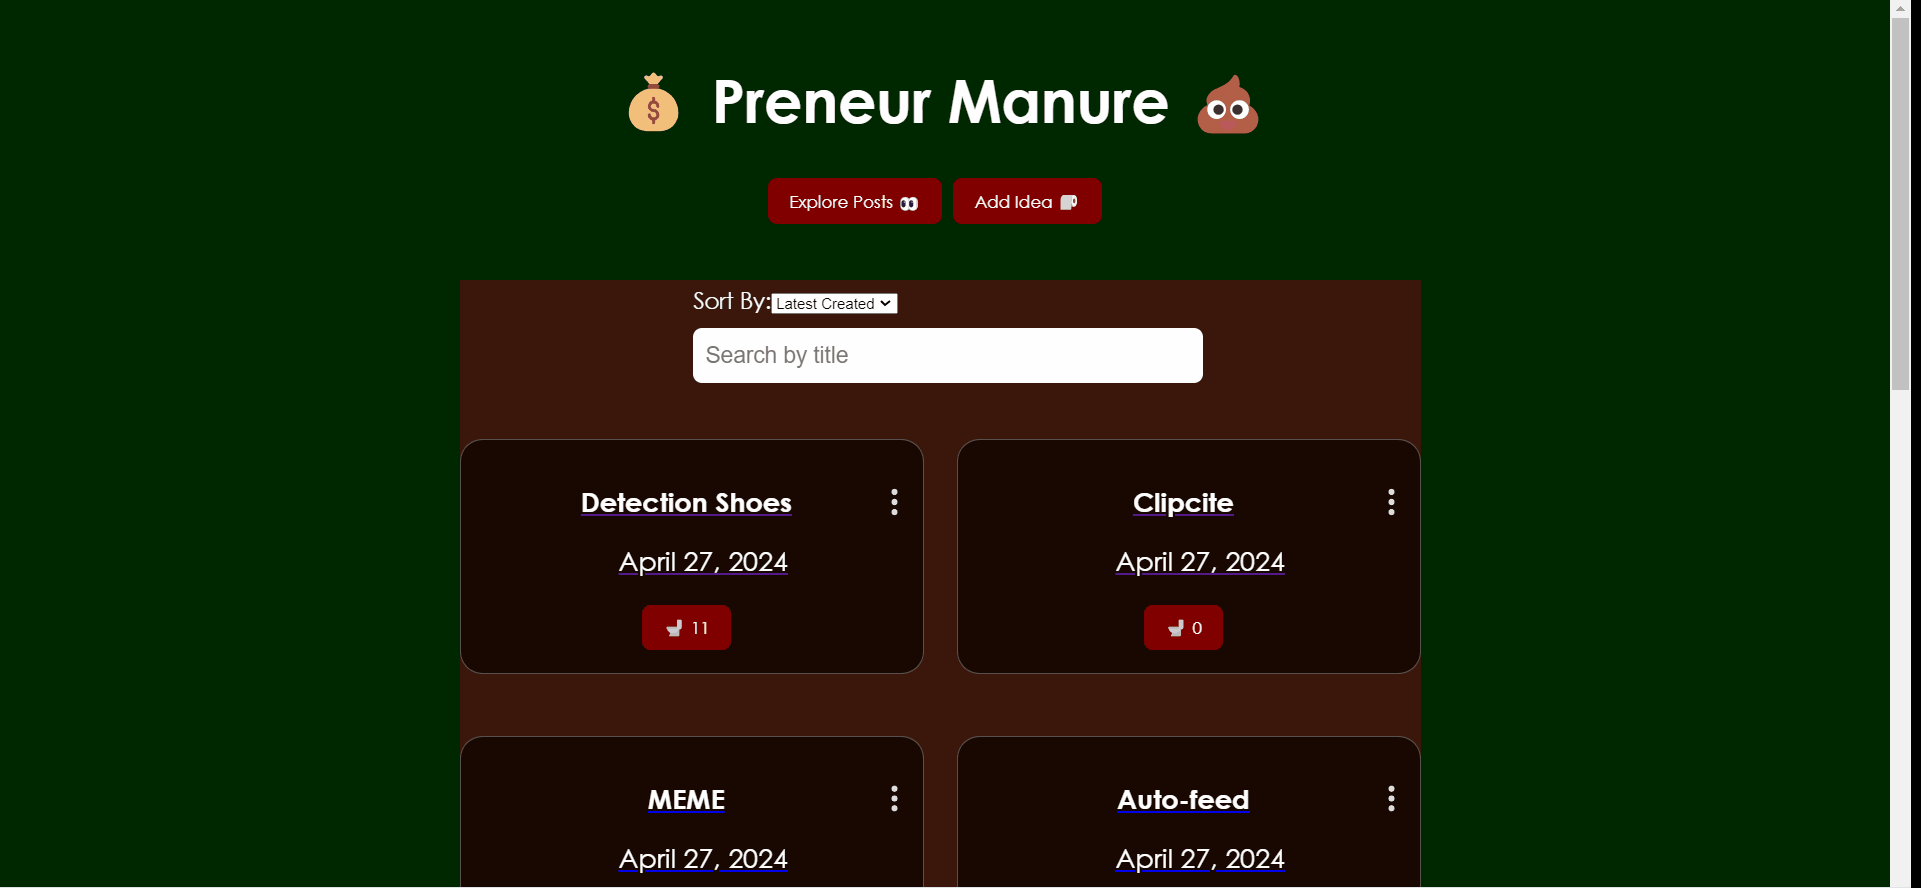 Preneur Manure
Explore Posts Add Idea
Sort By: Latest Created
Search by title
Detection Shoes
April 27, 2024
11
Clipcite
April 27, 2024
0
MEME
April 27, 2024
Auto-feed
April 27, 2024